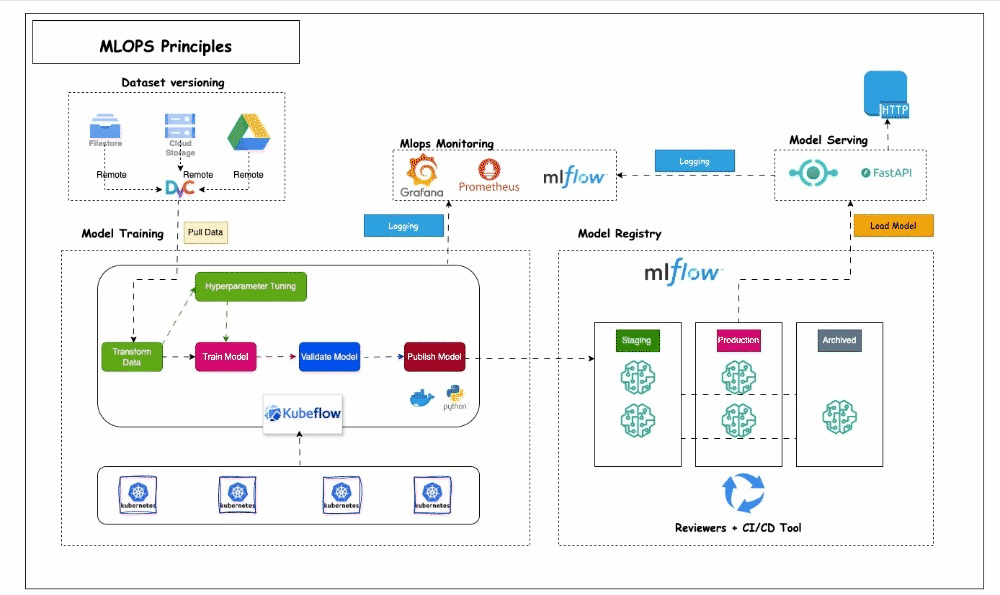 MLOPS Principles
Dataset versioning
Filestore
Cloud
Storage
Remote
Remote
Remote
DVC
Pull Data
Mlops Monitoring
Grafana
Prometheus
mlflow
Logging
Logging
Model Serving
HTTP
FastAPI
Load Model
Model Training
Hyperparameter Tuning
Transform
Data
Train Model
Validate Model
Publish Model
python
Kubeflow
kubernetes
kubernetes
kubernetes
kubernetes
Model Registry
mlflow
Staging
Production
Archived
Reviewers + CI/CD Tool